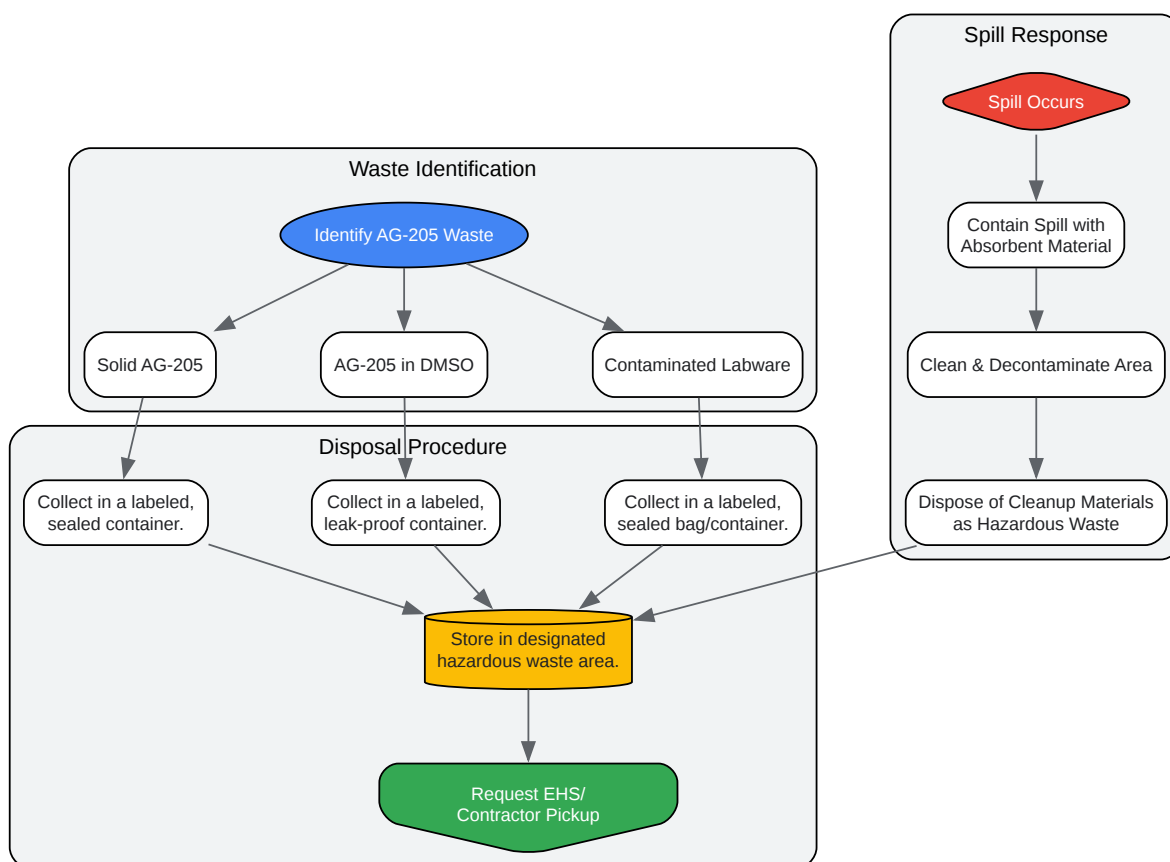 Spill Response
Spill Occurs
Contain Spill with
Absorbent Material
Clean & Decontaminate Area
Dispose of Cleanup Materials
as Hazardous Waste
Waste Identification
Identify AG-205 Waste
Solid AG-205
AG-205 in DMSO
Contaminated Labware
Disposal Procedure
Collect in a labeled,
sealed container.
Collect in a labeled,
leak-proof container.
Collect in a labeled,
sealed bag/container.
Store in designated
hazardous waste area.
Request EHS/
Contractor Pickup